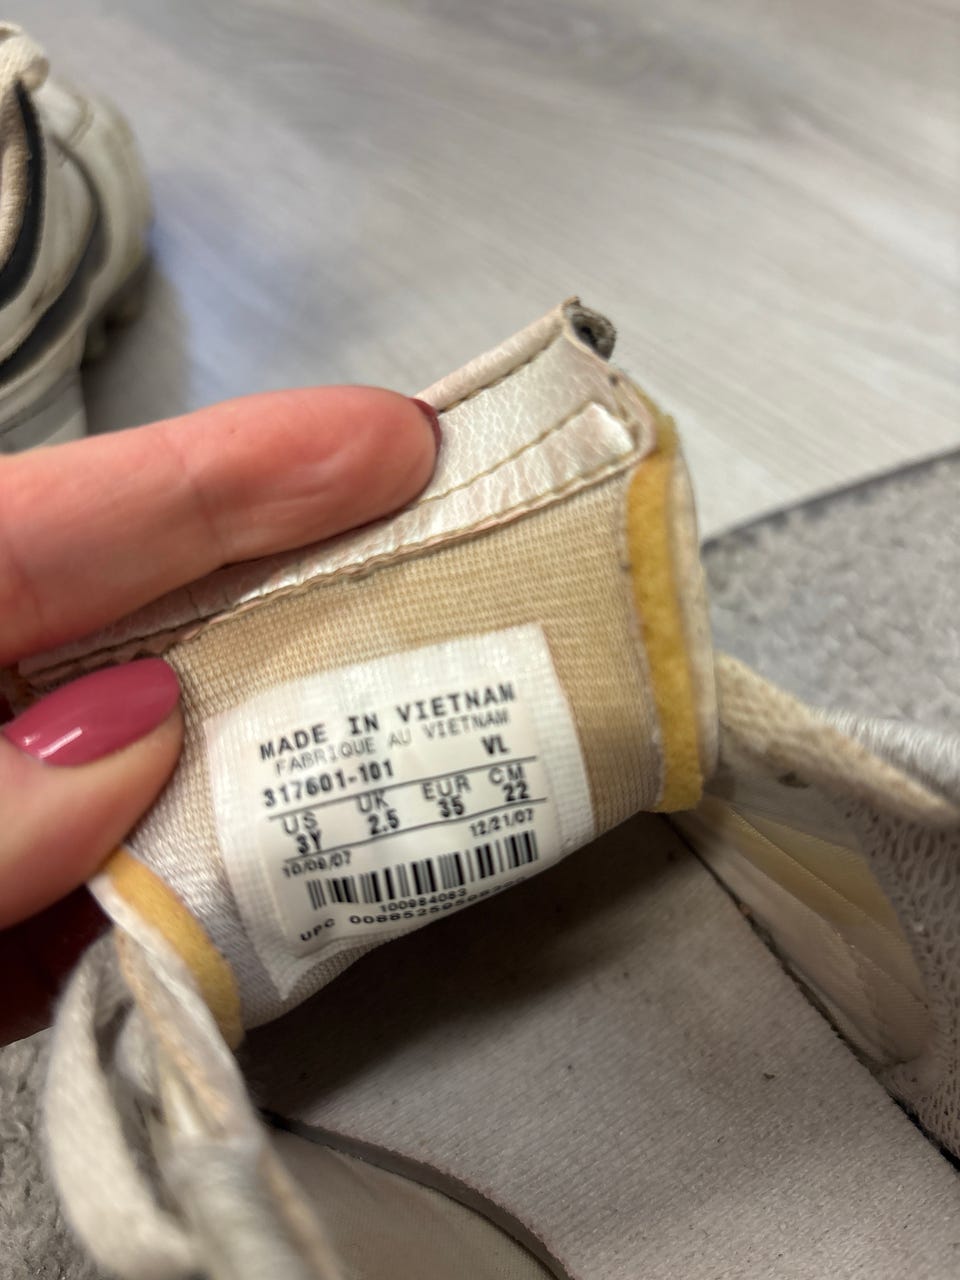 MADE IN VIETNAM
FABRIQUE AU VIETNAM
317601-101 VL
US UK EUR CM
3Y 2.5 35 22
10/09/07 12/21/07
100984083
UPC